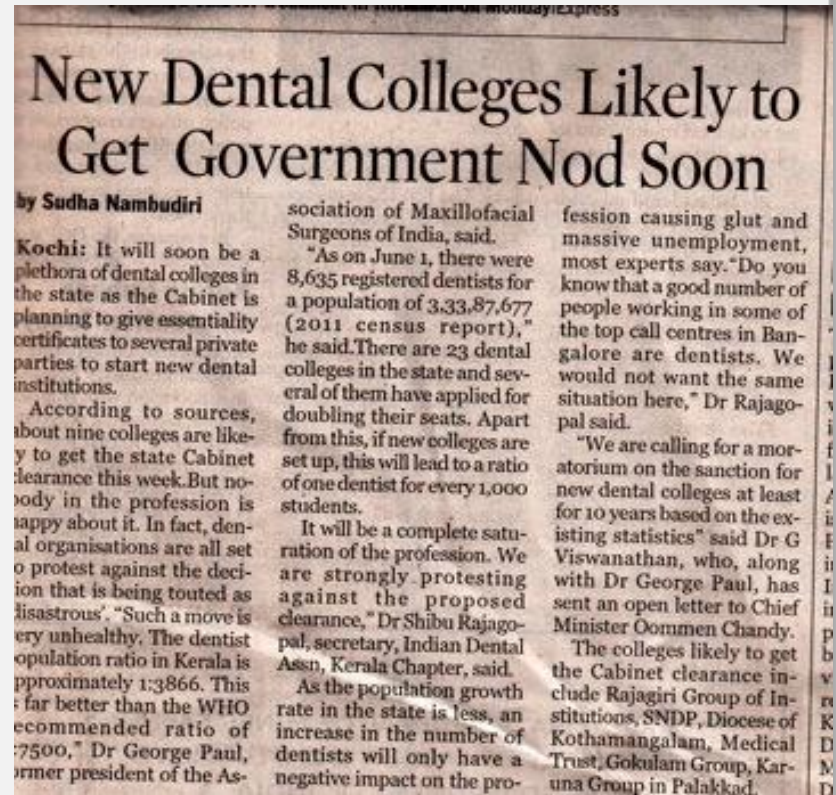 in Monday/Express
New Dental Colleges Likely to
Get Government Nod Soon
by Sudha Nambudiri
Kochi: It will soon be a
plethora of dental colleges in
the state as the Cabinet is
planning to give essentiality
certificates to several private
parties to start new dental
institutions.
According to sources,
about nine colleges are like-
y to get the state Cabinet
clearance this week.But no-
body in the profession is
happy about it. In fact, den-
al organisations are all set
o protest against the deci-
ion that is being touted as
disastrous'. "Such a move is
ery unhealthy. The dentist
opulation ratio in Kerala is
pproximately 1:3866. This
far better than the WHO
ecommended ratio of
:7500," Dr George Paul,
ormer president of the As-
sociation of Maxillofacial
Surgeons of India, said.
"As on June 1, there were
8,635 registered dentists for
a population of 3,33,87,677
(2011 census report),"
he said.There are 23 dental
colleges in the state and sev-
eral of them have applied for
doubling their seats. Apart
from this, if new colleges are
set up, this will lead to a ratio
of one dentist for every 1,000
students.
It will be a complete satu-
ration of the profession. We
are strongly protesting
against the proposed
clearance," Dr Shibu Rajago-
pal, secretary, Indian Dental
Assn, Kerala Chapter, said.
As the population growth
rate in the state is less, an
increase in the number of
dentists will only have a
negative impact on the pro-
fession causing glut and
massive unemployment,
most experts say."Do you
know that a good number of
people working in some of
the top call centres in Ban-
galore are dentists. We
would not want the same
situation here," Dr Rajago-
pal said.
"We are calling for a mor-
atorium on the sanction for
new dental colleges at least
for 10 years based on the ex-
isting statistics" said Dr G
Viswanathan, who, along
with Dr George Paul, has
sent an open letter to Chief
Minister Oommen Chandy.
The colleges likely to get
the Cabinet clearance in-
clude Rajagiri Group of In-
stitutions, SNDP, Diocese of
Kothamangalam, Medical
Trust, Gokulam Group, Kar-
una Group in Palakkad.